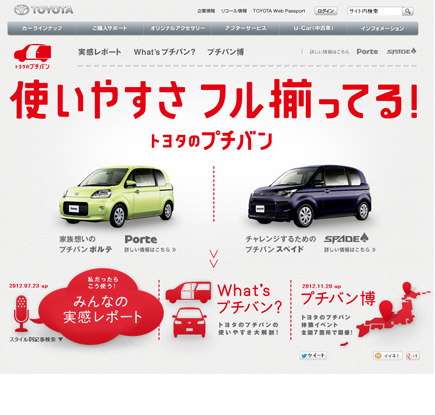 TOYOTA
企業情報 リコール情報 TOYOTA Web Passport ログイン サイト内検索
カーラインナップ ご購入サポート オリジナルアクセサリー アフターサービス U-Car(中古車) インフォメーション
トヨタのプチバン
実感レポート What'sプチバン? プチバン博 詳しい情報はこちら Porte SPADE
使いやすさ フル揃ってる!
トヨタのプチバン
家族想いの
プチバン ポルテ
Porte
詳しい情報はこちら
チャレンジするための
プチバン スペイド
SPADE
詳しい情報はこちら
2012.07.23 up
私だったら
こう使う!
みんなの
実感レポート
スタイル別記事検索
What's
プチバン?
トヨタのプチバンの
使いやすさ大解剖!
2012.11.20 up
プチバン博
トヨタのプチバン
体験イベント
全国7箇所で開催!
ツイート
イイネ!
+1